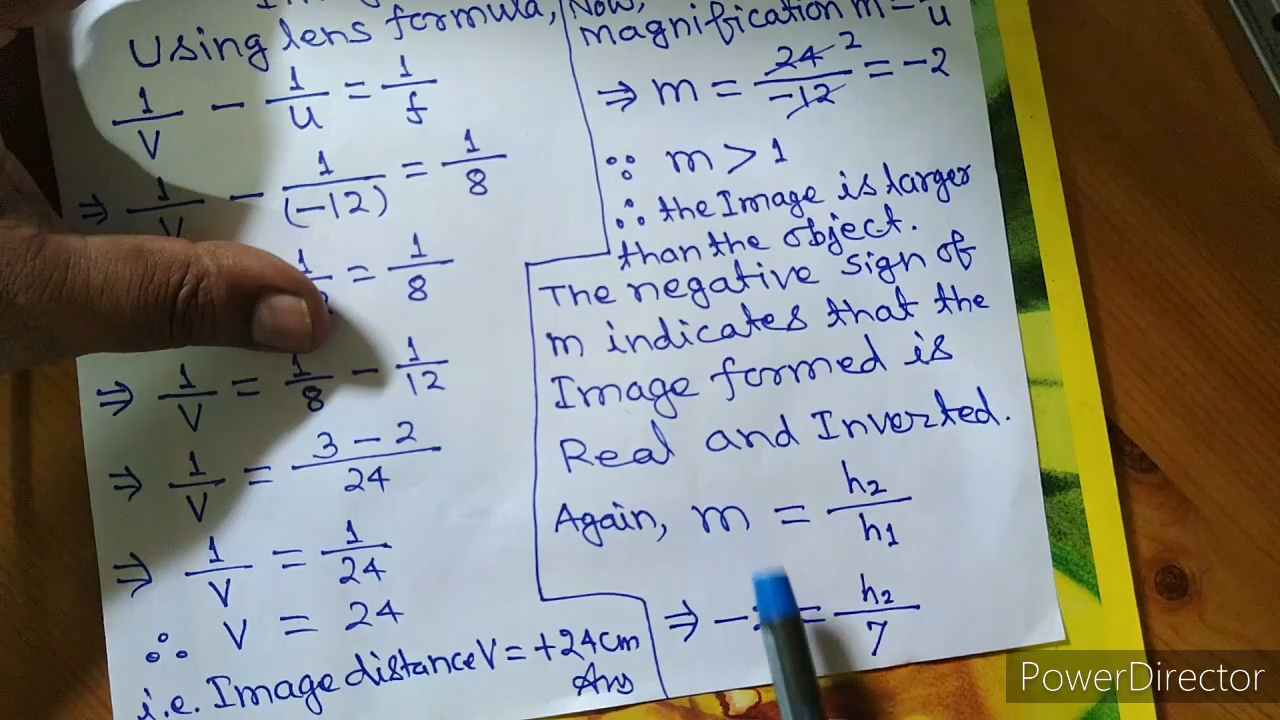 Using lens formula,
1/V - 1/u = 1/f
⇒ 1/V - 1/(-12) = 1/8
1/ = 1/8
⇒ 1/V = 1/8 - 1/12
⇒ 1/V = 3-2/24
⇒ 1/V = 1/24
∴ V = 24
i.e. Image distance V = +24cm
Ans
Now,
magnification m = /u
⇒ m = 24 2/-12 = -2
∵ m > 1
∴ the Image is larger
than the object.
The negative sign of
m indicates that the
Image formed is
Real and Inverted.
Again, m = h₂/h₁
⇒ - = h₂/7
PowerDirector